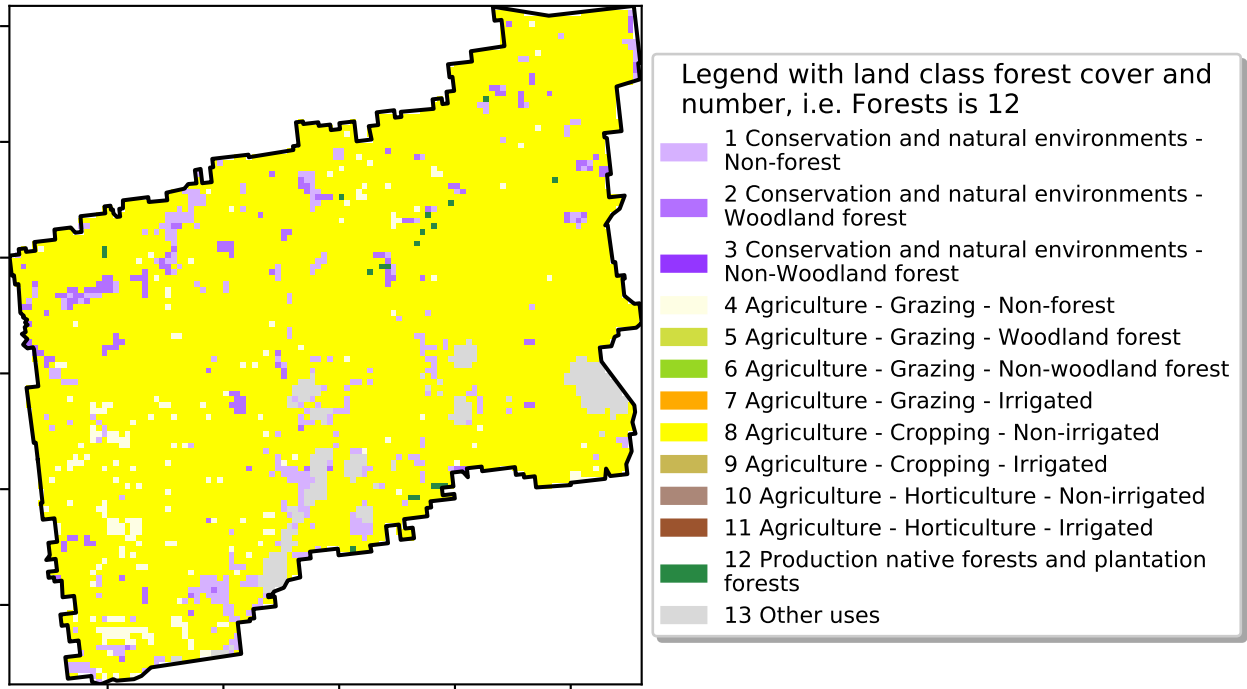 Legend with land class forest cover and
number, i.e. Forests is 12
1 Conservation and natural environments -
Non-forest
2 Conservation and natural environments -
Woodland forest
3 Conservation and natural environments -
Non-Woodland forest
4 Agriculture - Grazing - Non-forest
5 Agriculture - Grazing - Woodland forest
6 Agriculture - Grazing - Non-woodland forest
7 Agriculture - Grazing - Irrigated
8 Agriculture - Cropping - Non-irrigated
9 Agriculture - Cropping - Irrigated
10 Agriculture - Horticulture - Non-irrigated
11 Agriculture - Horticulture - Irrigated
12 Production native forests and plantation
forests
13 Other uses